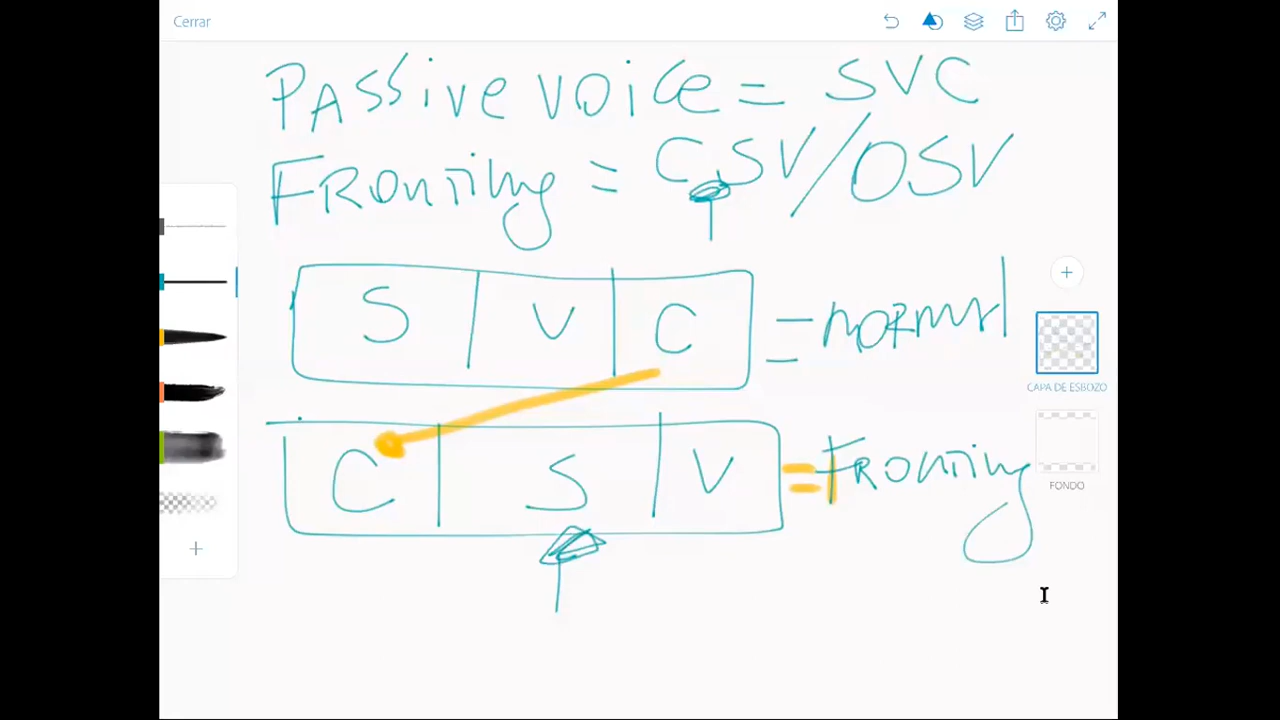 Cerrar
PASSive VOICe = SVC
FRONTing = CSV/OSV
S V C = NORMAL
CAPA DE ESBOZO
C S V = FRONTing
FONDO